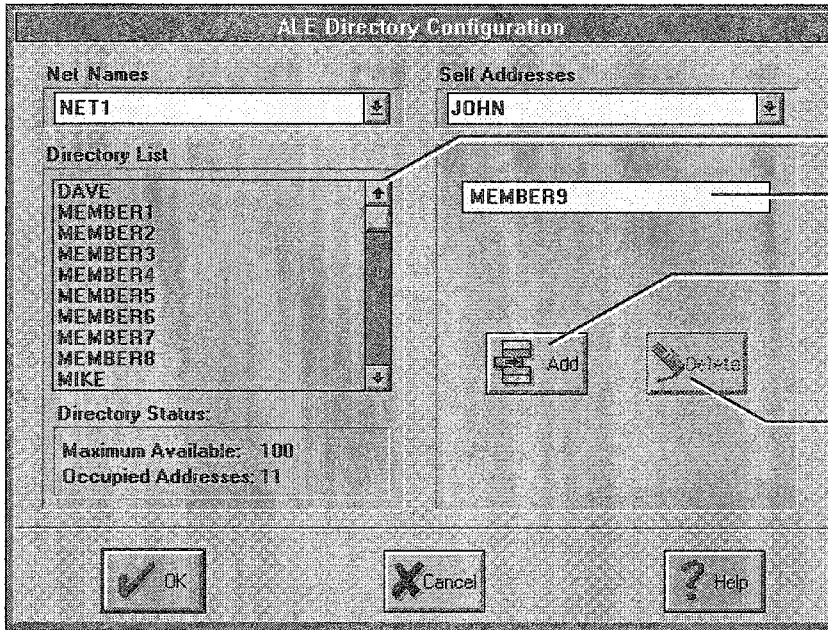 ALE Directory Configuration
Net Names
NET1
Self Addresses
JOHN
Directory List
DAVE
MEMBER1
MEMBER2
MEMBER3
MEMBER4
MEMBER5
MEMBER6
MEMBER7
MEMBER8
MIKE
MEMBER9
Add
Delete
Directory Status:
Maximum Available: 100
Occupied Addresses: 11
OK
Cancel
Help